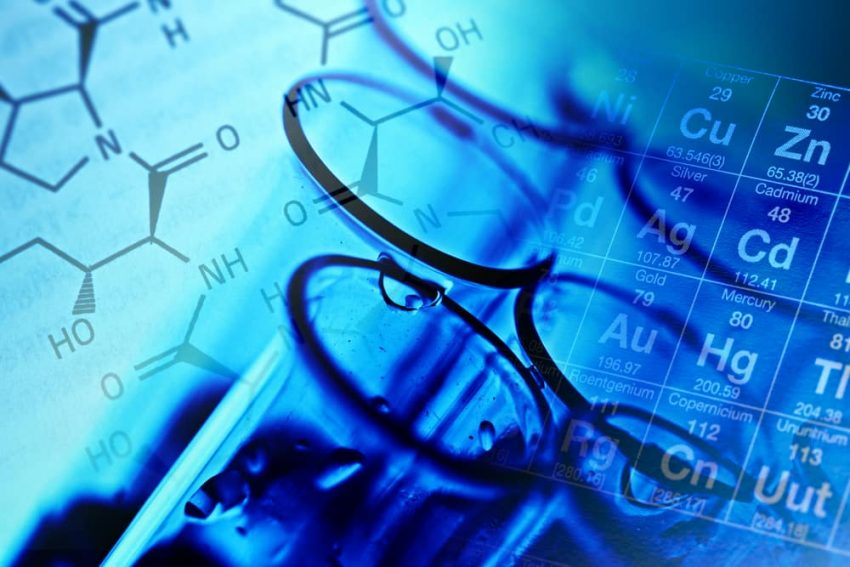 N
H
O
OH
HN
CH3
28
Ni
Copper
29
Cu
63.546(3)
Zinc
30
Zn
65.38(2)
46
Pd
106.42
Silver
47
Ag
107.87
Cadmium
48
Cd
112.41
Gold
79
Au
196.97
Mercury
80
Hg
200.59
81
Tl
204.38
Roentgenium
111
Rg
[280.16]
Copernicium
112
Cn
[285.17]
Ununtrium
113
Uut
[284.18]
N
O
O
N
NH
HO
H
O
HO